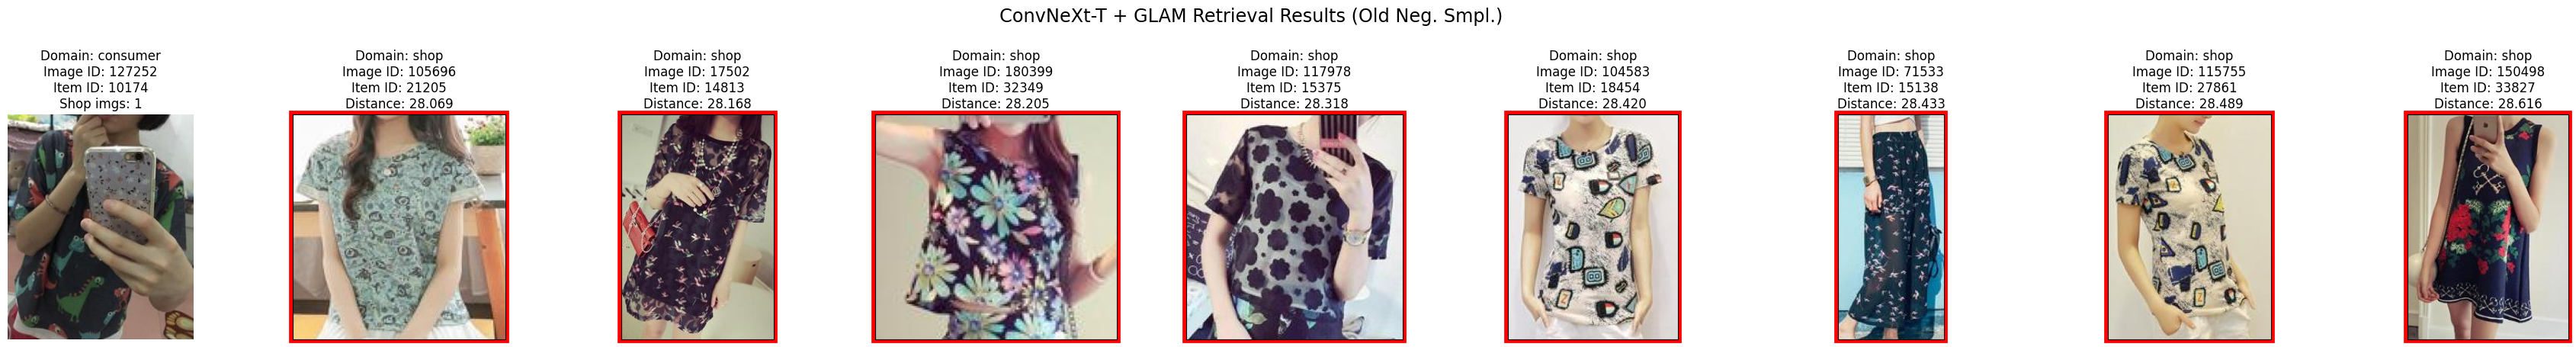 ConvNeXt-T + GLAM Retrieval Results (Old Neg. Smpl.)
Domain: consumer
Image ID: 127252
Item ID: 10174
Shop imgs: 1
Domain: shop
Image ID: 105696
Item ID: 21205
Distance: 28.069
Domain: shop
Image ID: 17502
Item ID: 14813
Distance: 28.168
Domain: shop
Image ID: 180399
Item ID: 32349
Distance: 28.205
Domain: shop
Image ID: 117978
Item ID: 15375
Distance: 28.318
Domain: shop
Image ID: 104583
Item ID: 18454
Distance: 28.420
Domain: shop
Image ID: 71533
Item ID: 15138
Distance: 28.433
Domain: shop
Image ID: 115755
Item ID: 27861
Distance: 28.489
Domain: shop
Image ID: 150498
Item ID: 33827
Distance: 28.616